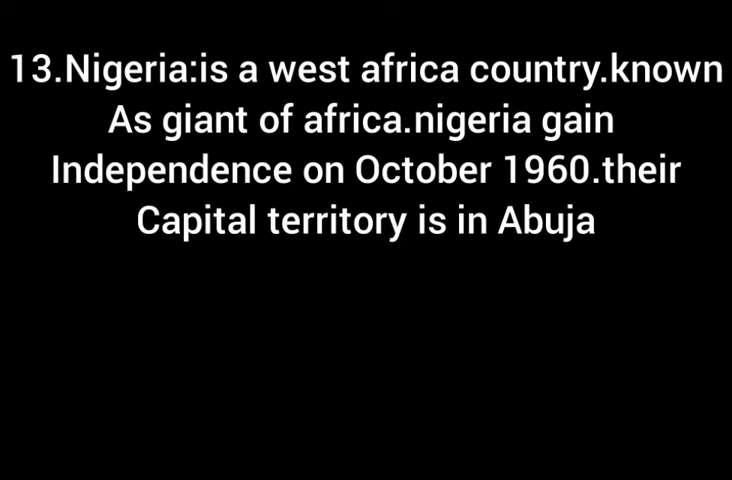 13.Nigeria:is a west africa country.known
As giant of africa.nigeria gain
Independence on October 1960.their
Capital territory is in Abuja